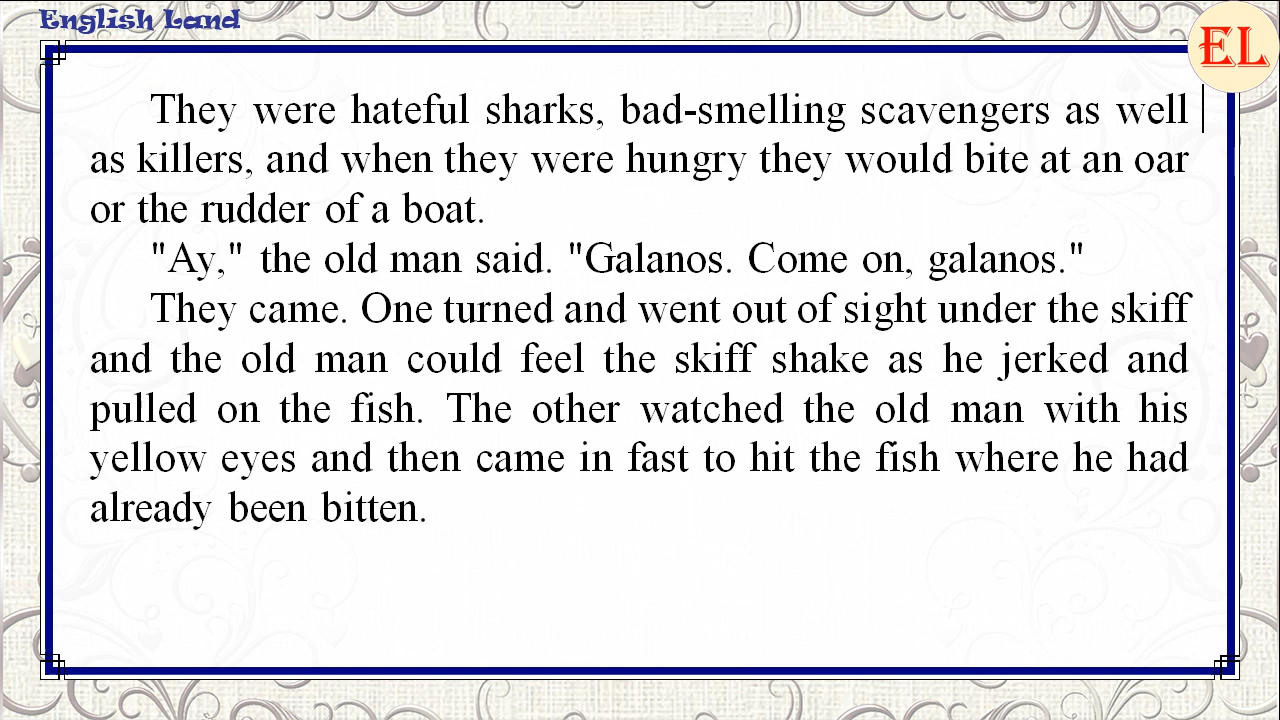 English Land
EL
They were hateful sharks, bad-smelling scavengers as well
as killers, and when they were hungry they would bite at an oar
or the rudder of a boat.
"Ay," the old man said. "Galanos. Come on, galanos."
They came. One turned and went out of sight under the skiff
and the old man could feel the skiff shake as he jerked and
pulled on the fish. The other watched the old man with his
yellow eyes and then came in fast to hit the fish where he had
already been bitten.